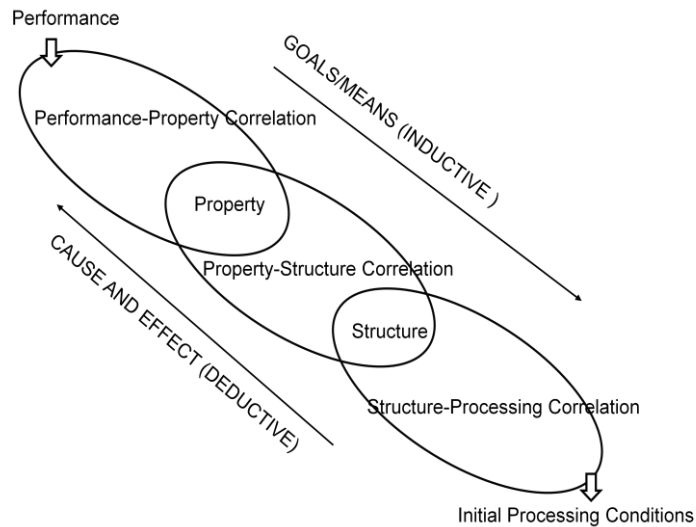 Performance
GOALS/MEANS (INDUCTIVE )
Performance-Property Correlation
Property
CAUSE AND EFFECT (DEDUCTIVE)
Property-Structure Correlation
Structure
Structure-Processing Correlation
Initial Processing Conditions